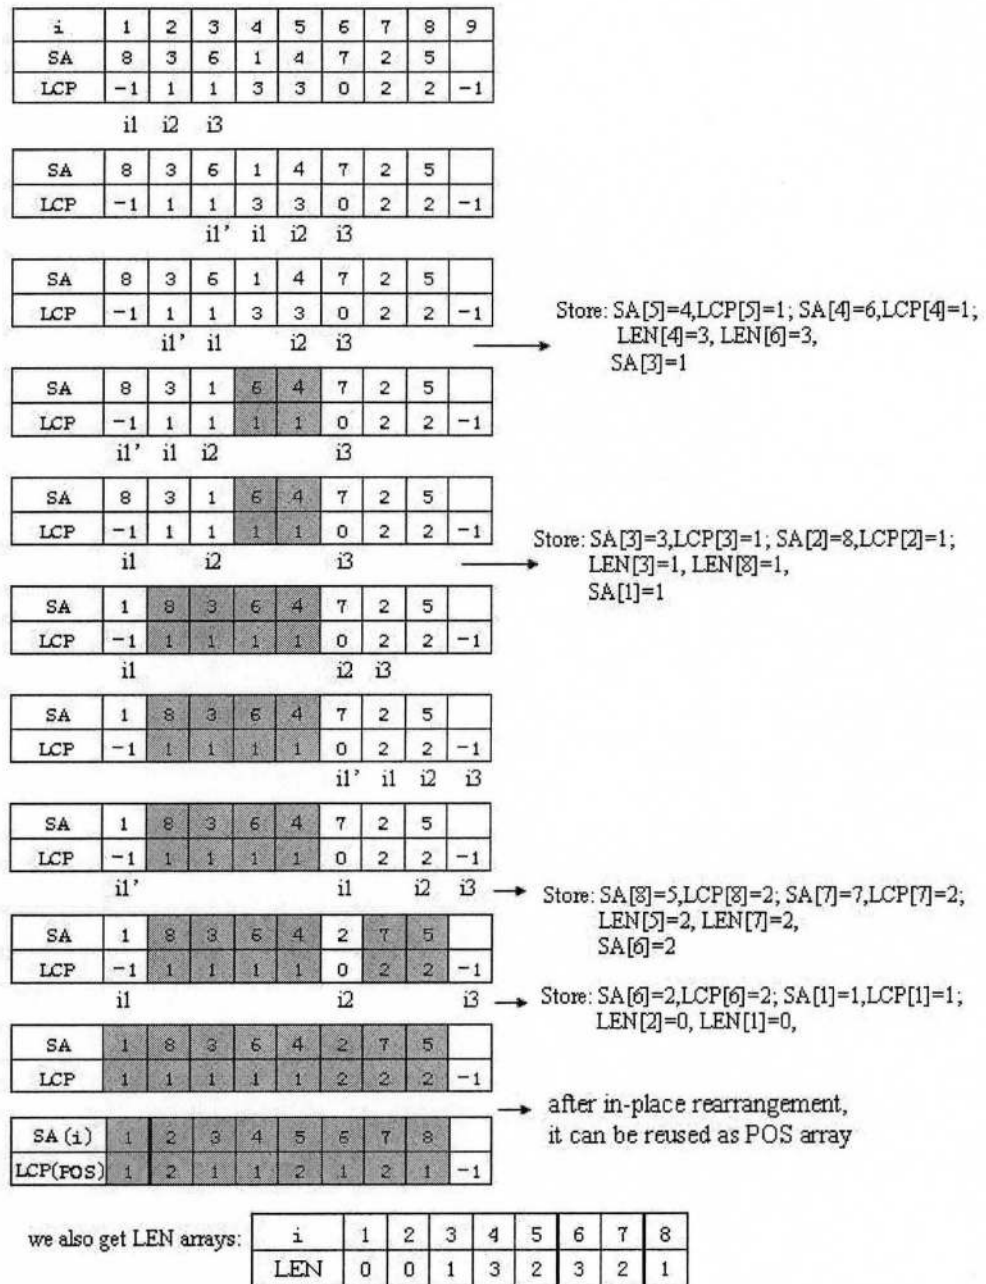 i 1 2 3 4 5 6 7 8 9
SA 8 3 6 1 4 7 2 5
LCP -1 1 1 3 3 0 2 2 -1
i1 i2 i3
SA 8 3 6 1 4 7 2 5
LCP -1 1 1 3 3 0 2 2 -1
i1' i1 i2 i3
SA 8 3 6 1 4 7 2 5
LCP -1 1 1 3 3 0 2 2 -1
i1' i1 i2 i3
Store: SA[5]=4,LCP[5]=1; SA[4]=6,LCP[4]=1;
LEN[4]=3, LEN[6]=3,
SA[3]=1
SA 8 3 1 6 4 7 2 5
LCP -1 1 1 1 1 0 2 2 -1
i1' i1 i2 i3
SA 8 3 1 6 4 7 2 5
LCP -1 1 1 1 1 0 2 2 -1
i1 i2 i3
Store: SA[3]=3,LCP[3]=1; SA[2]=8,LCP[2]=1;
LEN[3]=1, LEN[8]=1,
SA[1]=1
SA 1 8 3 6 4 7 2 5
LCP -1 1 1 1 1 0 2 2 -1
i1 i2 i3
SA 1 8 3 6 4 7 2 5
LCP -1 1 1 1 1 0 2 2 -1
i1' i1 i2 i3
SA 1 8 3 6 4 7 2 5
LCP -1 1 1 1 1 0 2 2 -1
i1' i1 i2 i3
Store: SA[8]=5,LCP[8]=2; SA[7]=7,LCP[7]=2;
LEN[5]=2, LEN[7]=2,
SA[6]=2
SA 1 8 3 6 4 2 7 5
LCP -1 1 1 1 1 0 2 2 -1
i1 i2 i3
Store: SA[6]=2,LCP[6]=2; SA[1]=1,LCP[1]=1;
LEN[2]=0, LEN[1]=0,
SA 1 8 3 6 4 2 7 5
LCP 1 1 1 1 1 2 2 2 -1
after in-place rearrangement,
it can be reused as POS array
SA(i) 1 2 3 4 5 6 7 8
LCP(POS) 1 2 1 1 2 1 2 1 -1
we also get LEN arrays:
i 1 2 3 4 5 6 7 8
LEN 0 0 1 3 2 3 2 1